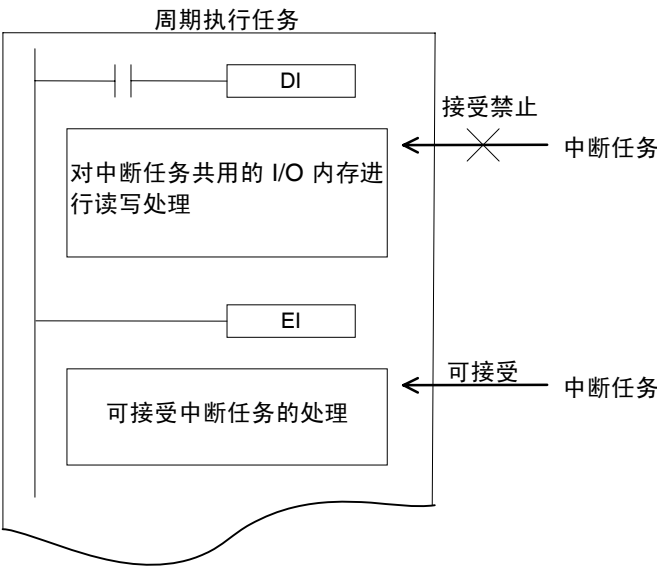 周期执行任务
DI
接受禁止
中断任务
对中断任务共用的 I/O 内存进
行读写处理
EI
可接受
中断任务
可接受中断任务的处理